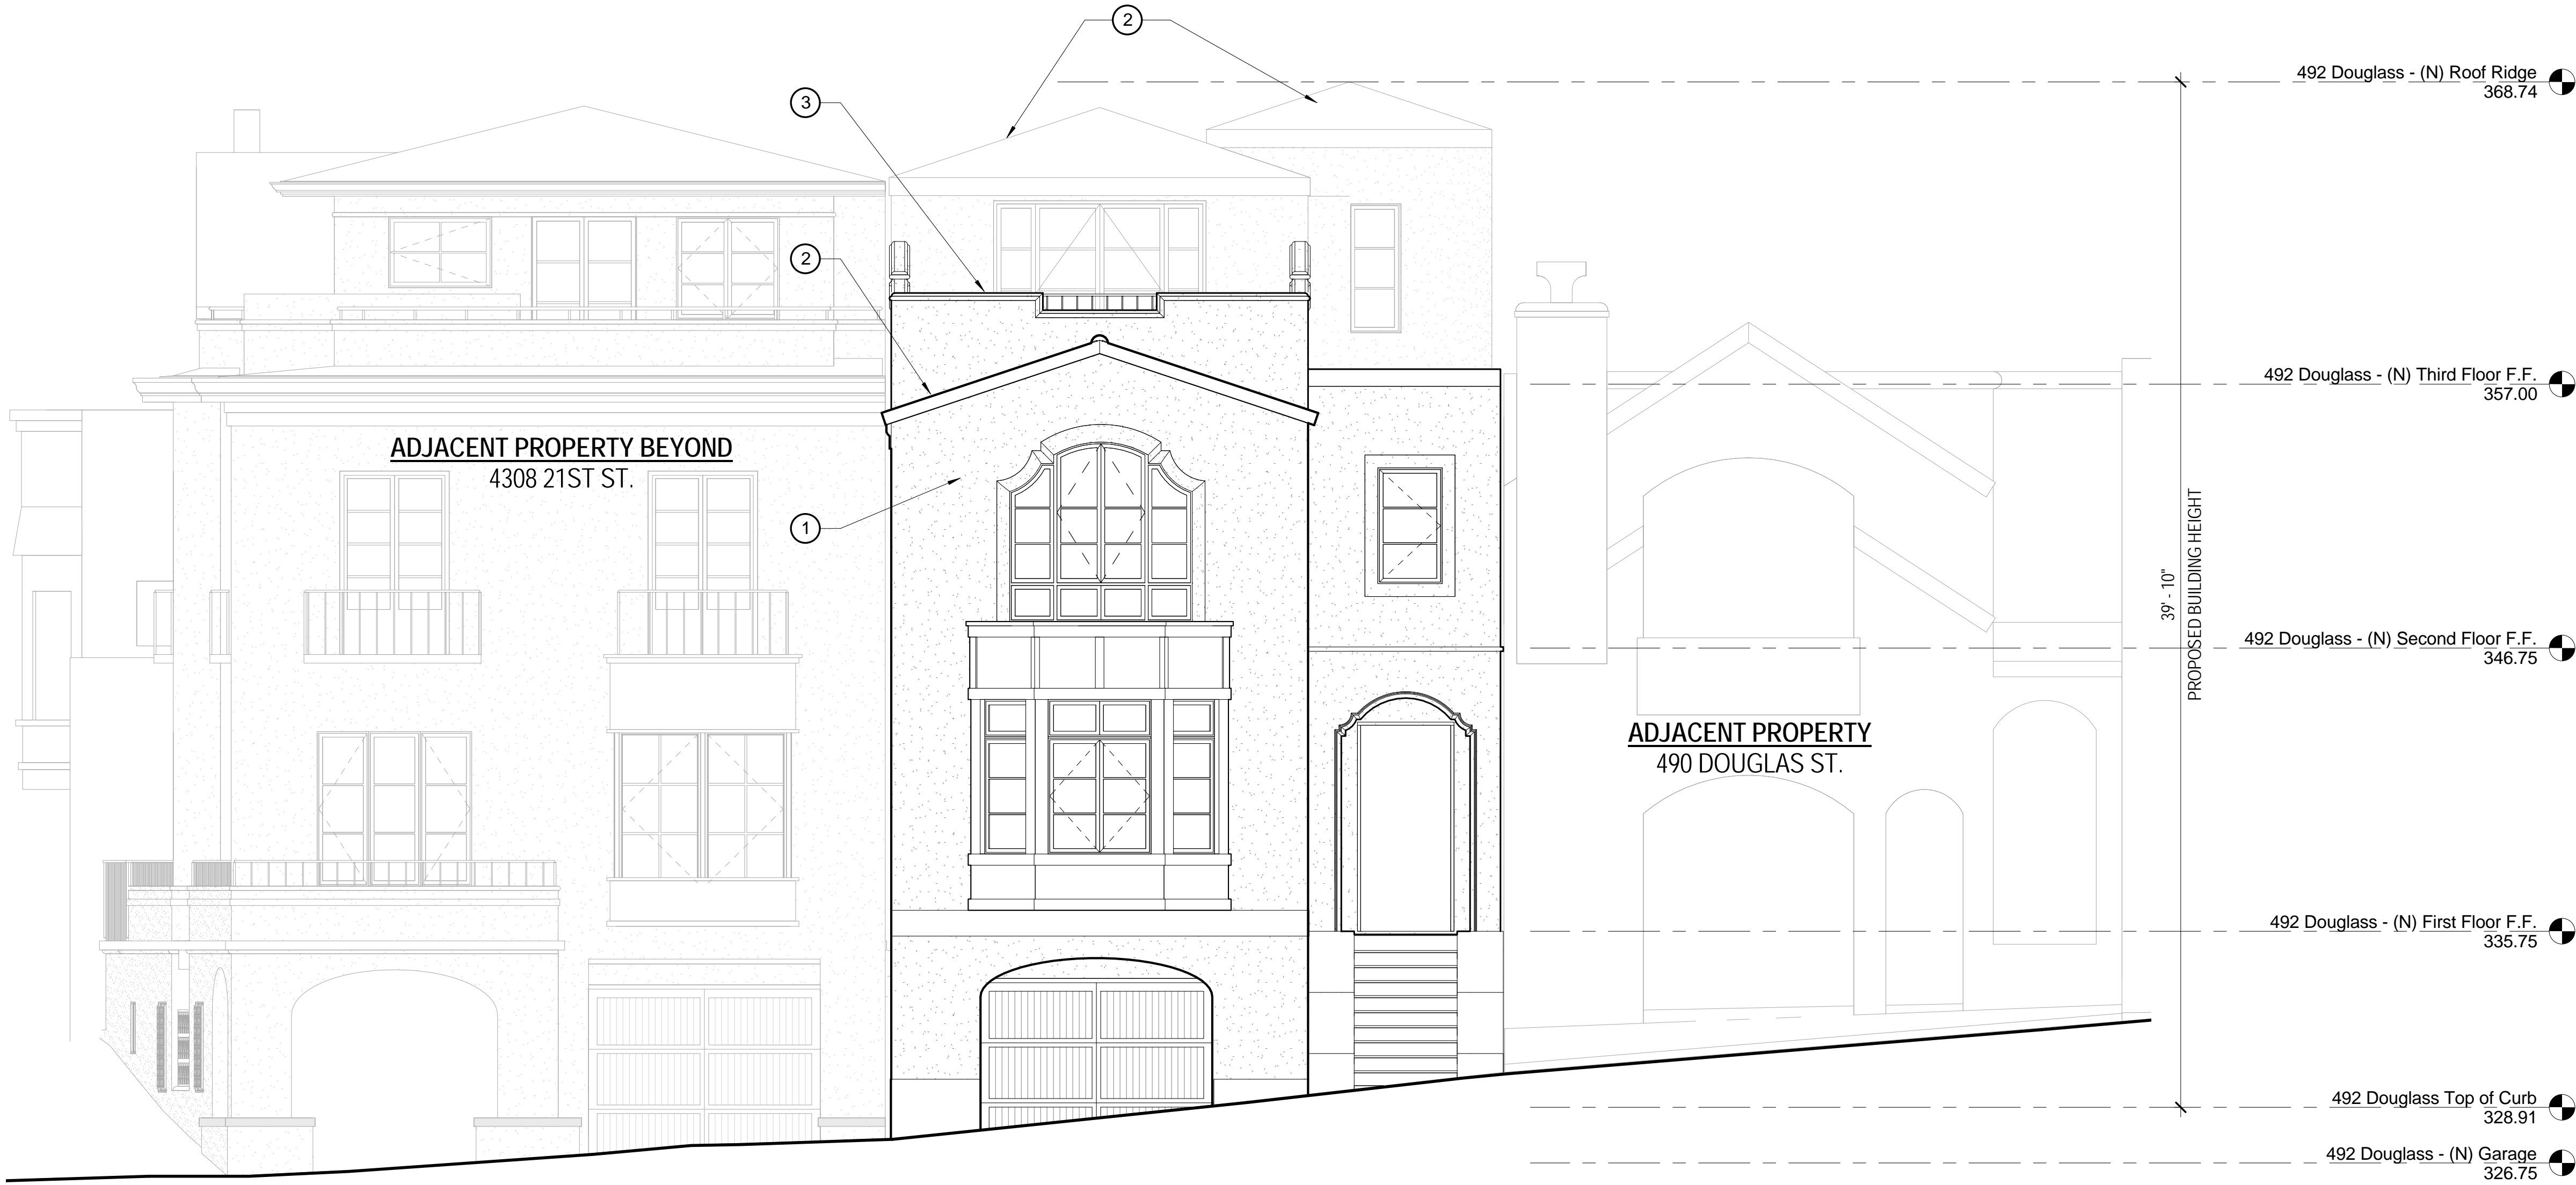 2
492 Douglass - (N) Roof Ridge
368.74
3
2
492 Douglass - (N) Third Floor F.F.
357.00
ADJACENT PROPERTY BEYOND
4308 21ST ST.
1
39' - 10"
PROPOSED BUILDING HEIGHT
492 Douglass - (N) Second Floor F.F.
346.75
ADJACENT PROPERTY
490 DOUGLAS ST.
492 Douglass - (N) First Floor F.F.
335.75
492 Douglass Top of Curb
328.91
492 Douglass - (N) Garage
326.75